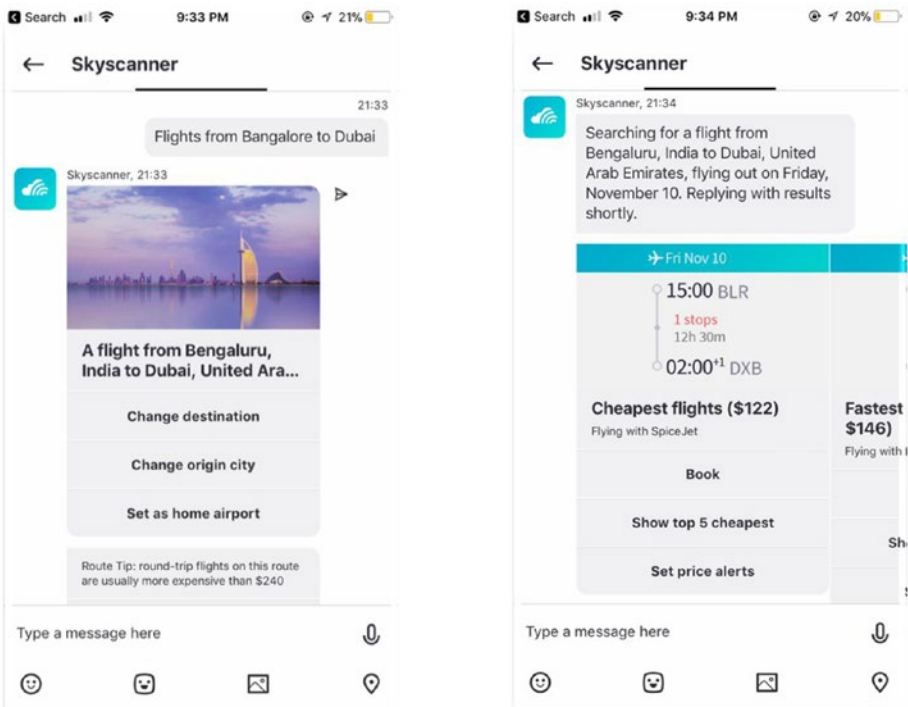 Search
9:33 PM
21%
Skyscanner
21:33
Flights from Bangalore to Dubai
Skyscanner, 21:33
A flight from Bengaluru,
India to Dubai, United Ara...
Change destination
Change origin city
Set as home airport
Route Tip: round-trip flights on this route
are usually more expensive than $240
Type a message here
Search
9:34 PM
20%
Skyscanner
Skyscanner, 21:34
Searching for a flight from
Bengaluru, India to Dubai, United
Arab Emirates, flying out on Friday,
November 10. Replying with results
shortly.
Fri Nov 10
15:00 BLR
1 stops
12h 30m
02:00+1 DXB
Cheapest flights ($122)
Flying with SpiceJet
Book
Show top 5 cheapest
Set price alerts
Fastest
$146)
Flying with
Sh
Type a message here